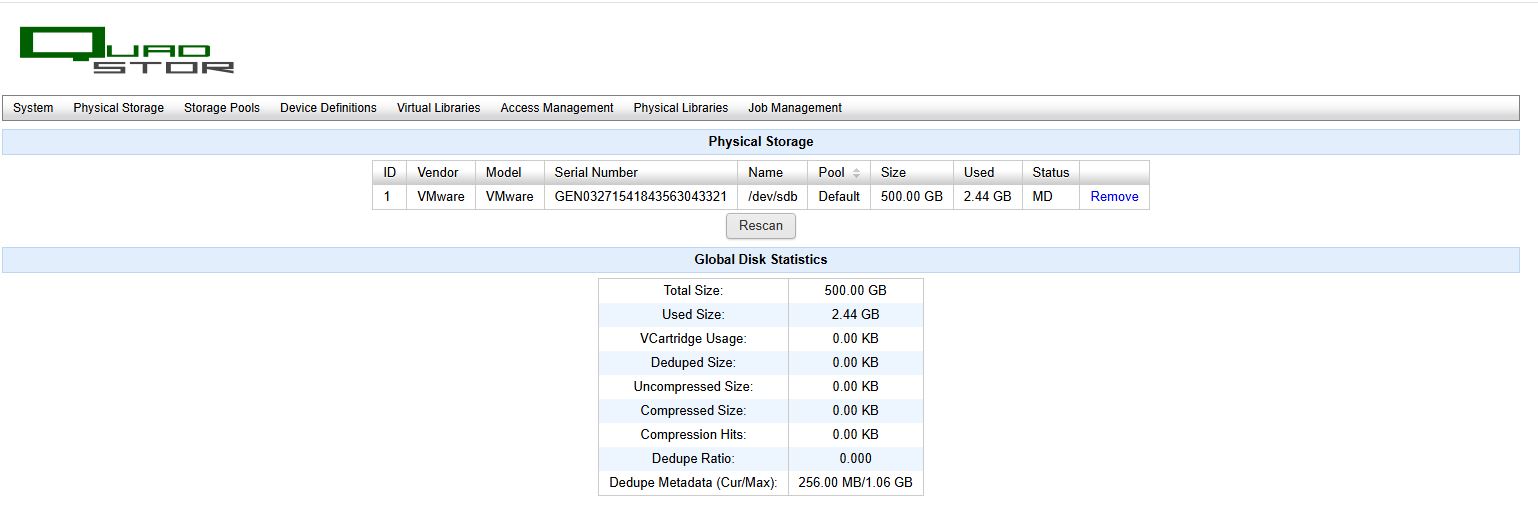 QUAD
STOR
System Physical Storage Storage Pools Device Definitions Virtual Libraries Access Management Physical Libraries Job Management
Physical Storage
ID Vendor Model Serial Number Name Pool Size Used Status
1 VMware VMware GEN03271541843563043321 /dev/sdb Default 500.00 GB 2.44 GB MD Remove
Rescan
Global Disk Statistics
Total Size: 500.00 GB
Used Size: 2.44 GB
VCartridge Usage: 0.00 KB
Deduped Size: 0.00 KB
Uncompressed Size: 0.00 KB
Compressed Size: 0.00 KB
Compression Hits: 0.00 KB
Dedupe Ratio: 0.000
Dedupe Metadata (Cur/Max): 256.00 MB/1.06 GB